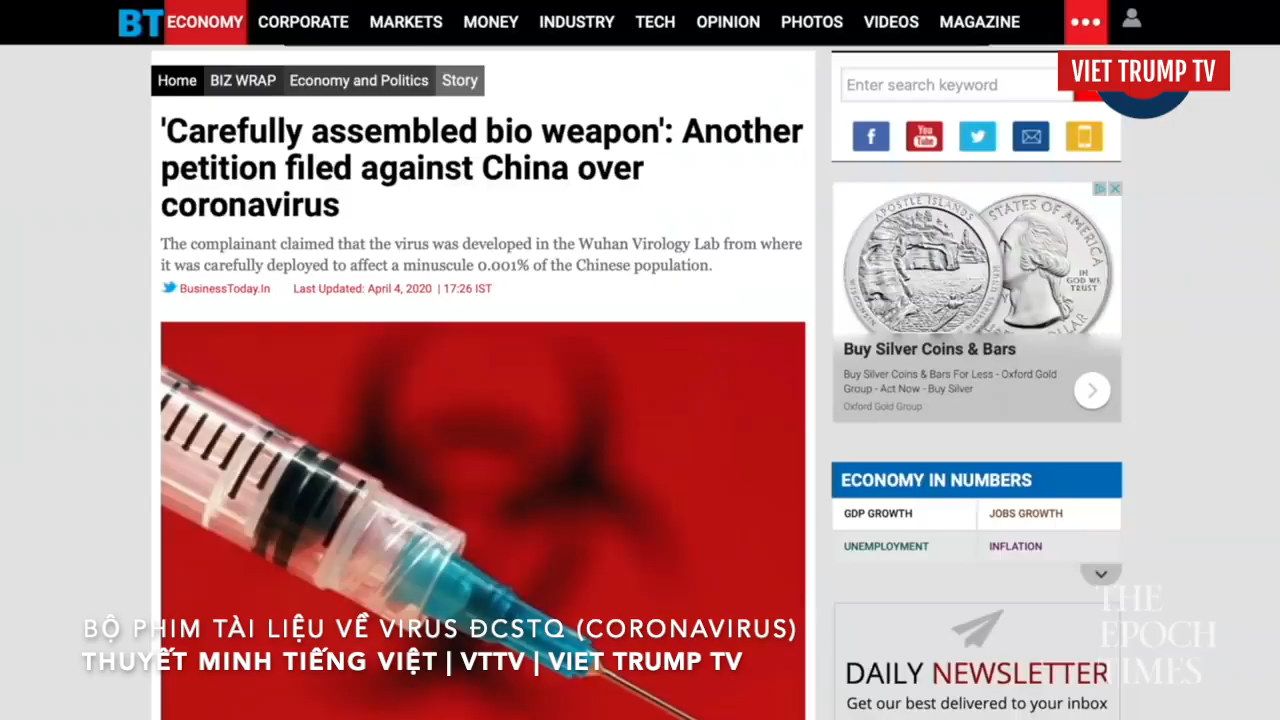 BT ECONOMY CORPORATE MARKETS MONEY INDUSTRY TECH OPINION PHOTOS VIDEOS MAGAZINE
VIET TRUMP TV
Home BIZ WRAP Economy and Politics Story
Enter search keyword
'Carefully assembled bio weapon': Another
petition filed against China over
coronavirus
The complainant claimed that the virus was developed in the Wuhan Virology Lab from where
it was carefully deployed to affect a minuscule 0.001% of the Chinese population.
BusinessToday.In Last Updated: April 4, 2020 | 17:26 IST
You
Tube
APOSTLE ISLANDS
STATES OF AMERICA
IN
GOD WE
TRUST
Buy Silver Coins & Bars
Buy Silver Coins & Bars For Less - Oxford Gold
Group - Act Now - Buy Silver
Oxford Gold Group
ECONOMY IN NUMBERS
GDP GROWTH JOBS GROWTH
UNEMPLOYMENT INFLATION
THE
EPOCH
TIMES
DAILY NEWSLETTER
Get our best delivered to your inbox
BỘ PHIM TÀI LIỆU VỀ VIRUS ĐCSTQ (CORONAVIRUS)
THUYẾT MINH TIẾNG VIỆT | VTTV | VIET TRUMP TV